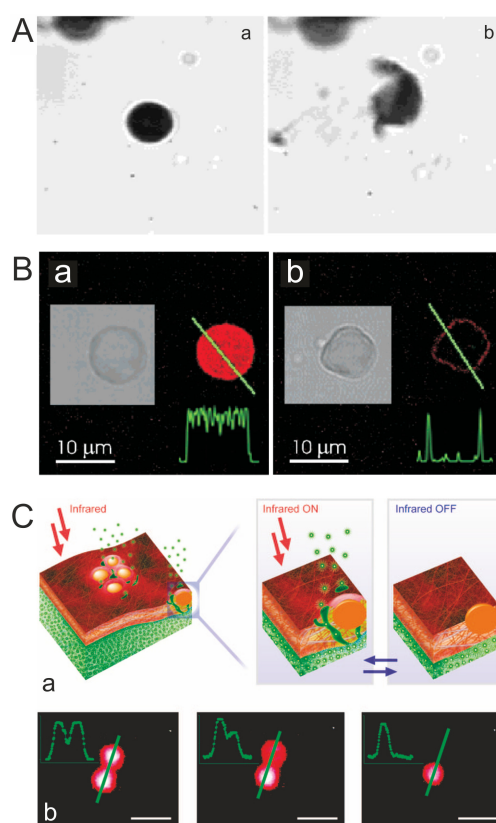 A
a
b
B
a
b
10 μm
10 μm
C
Infrared
Infrared ON
Infrared OFF
a
b